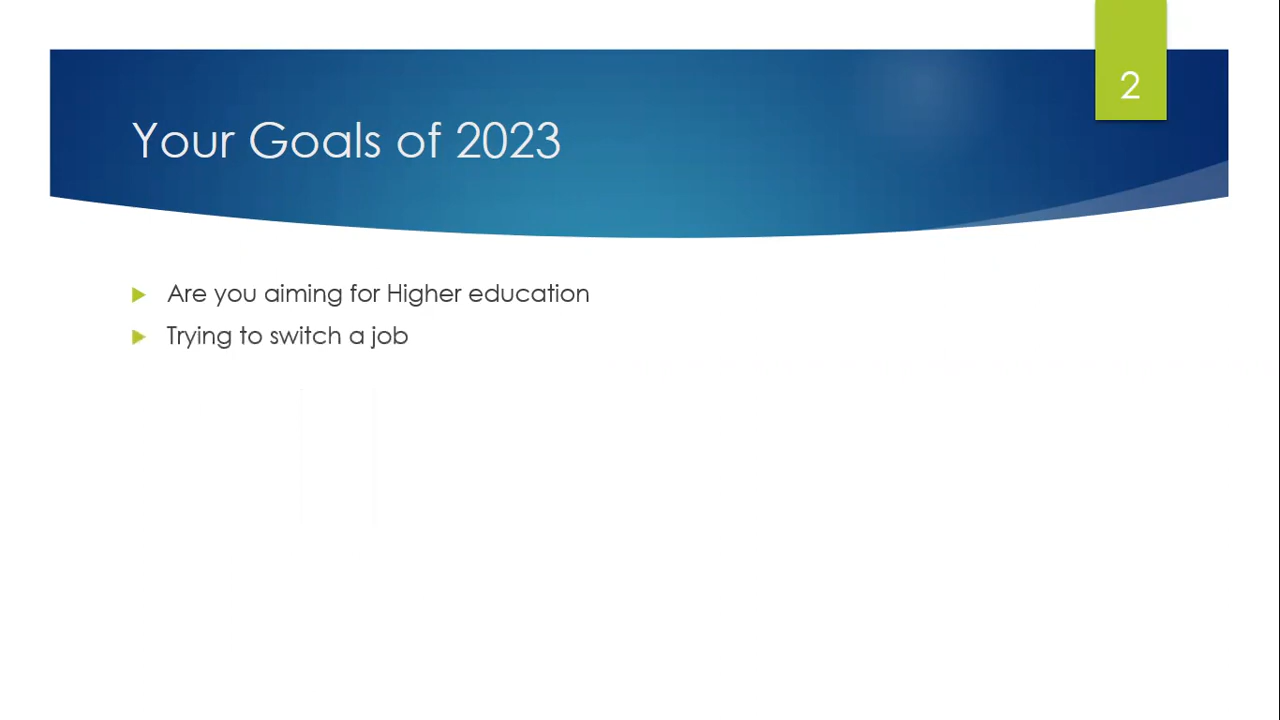 2
Your Goals of 2023
Are you aiming for Higher education
Trying to switch a job